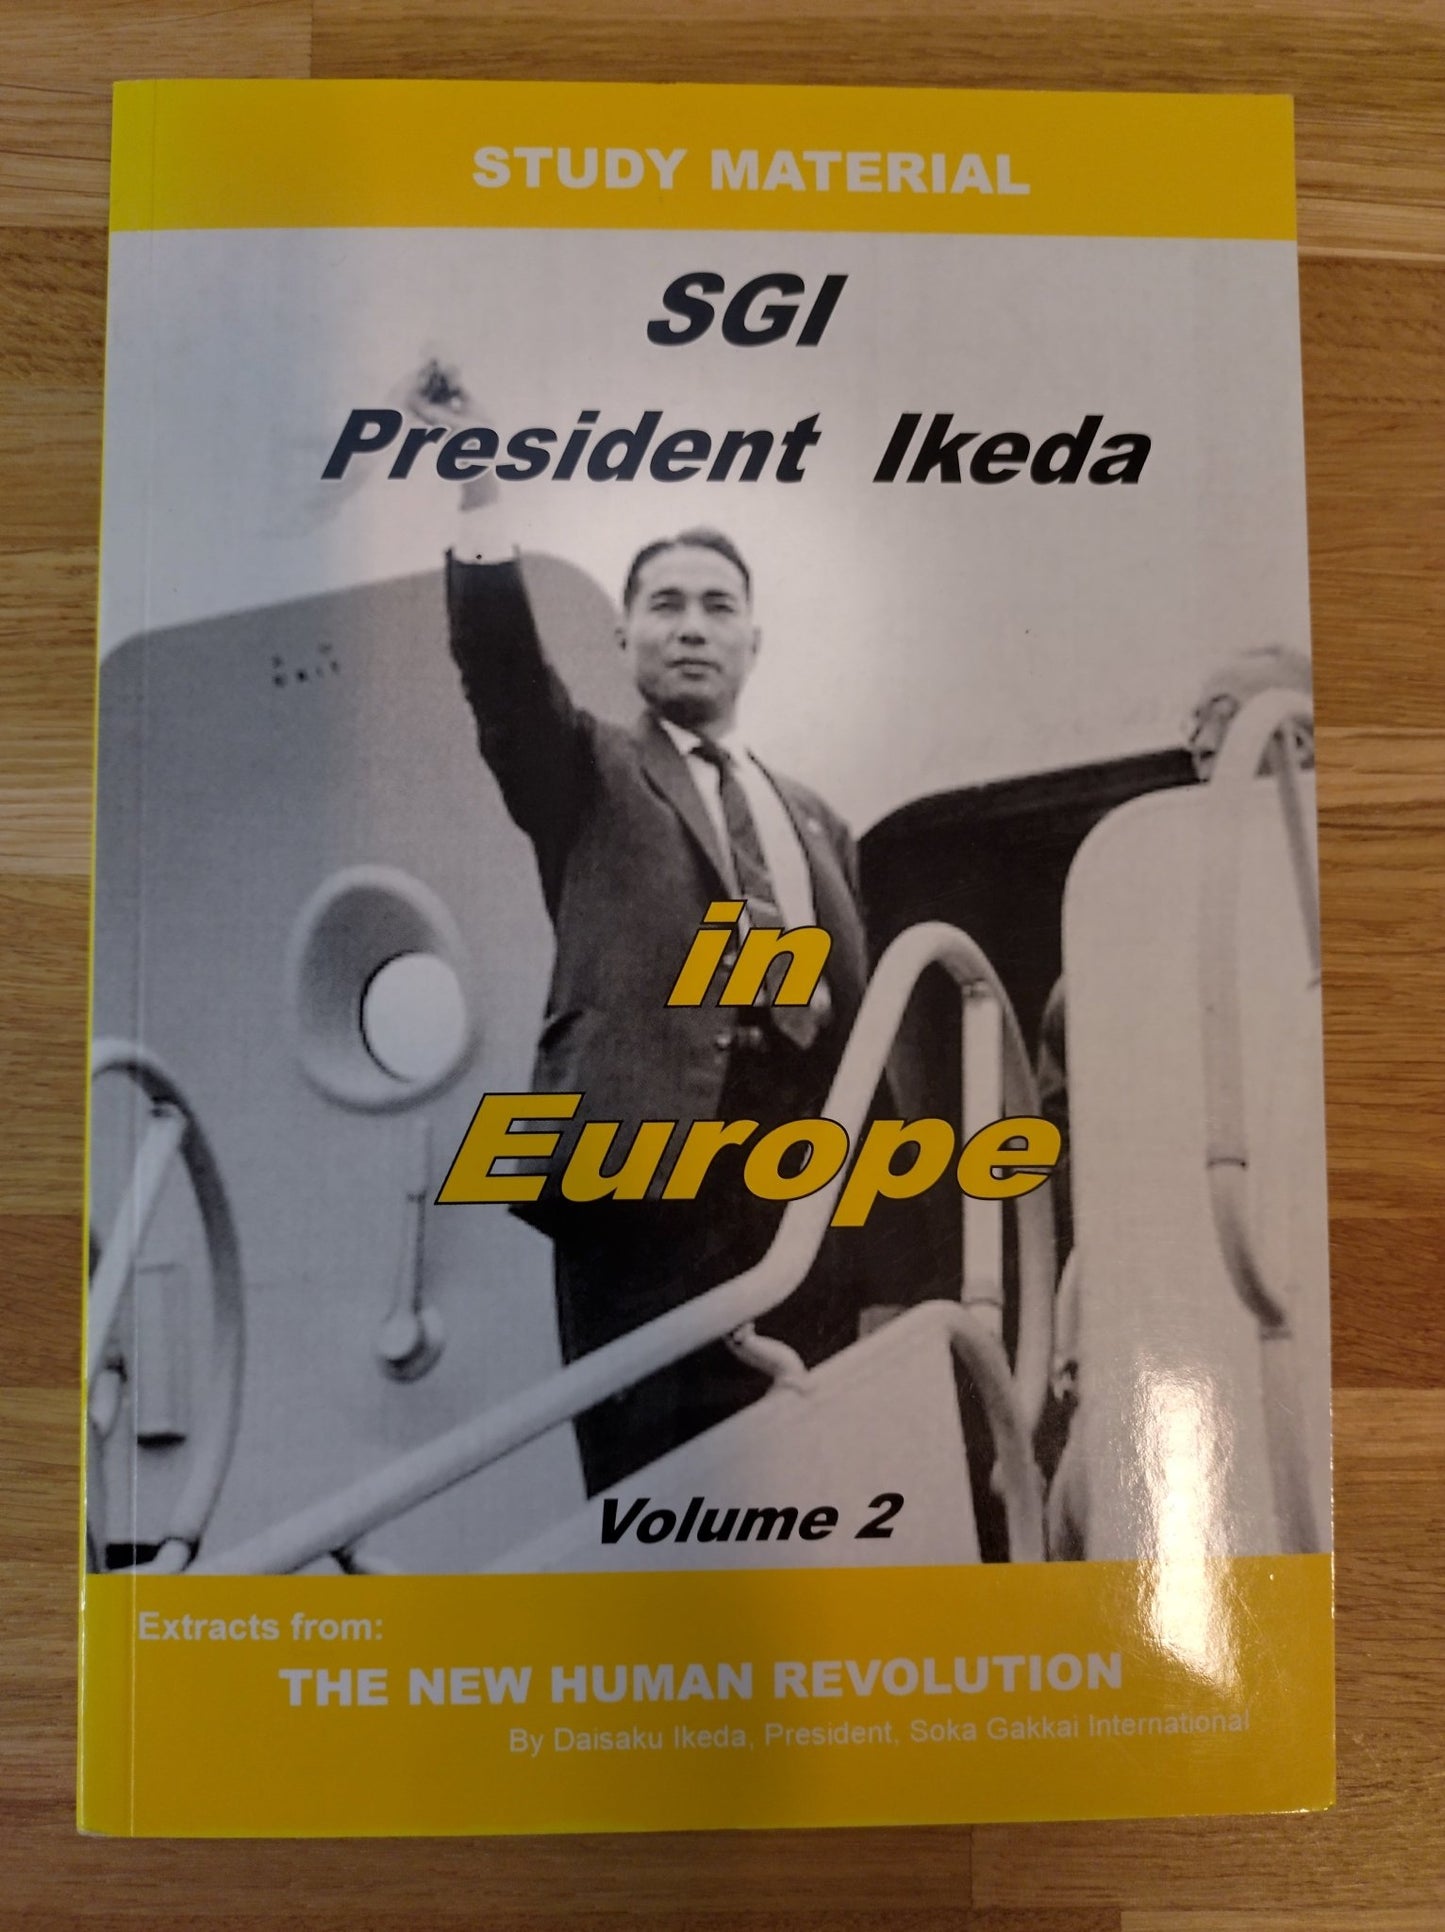 STUDY MATERIAL
SGI
President Ikeda
Exit
in
Europe
Volume 2
Extracts from:
THE NEW HUMAN REVOLUTION
By Daisaku Ikeda, President, Soka Gakkai International